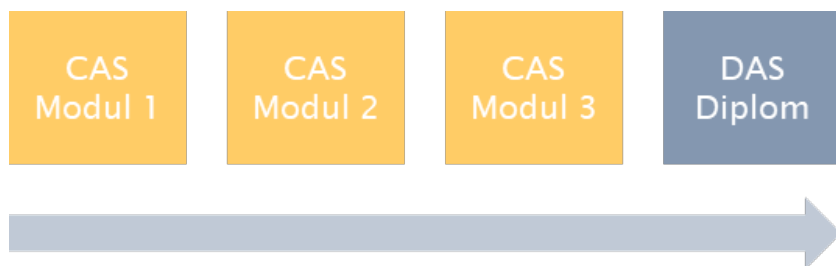 CAS
Modul 1
CAS
Modul 2
CAS
Modul 3
DAS
Diplom